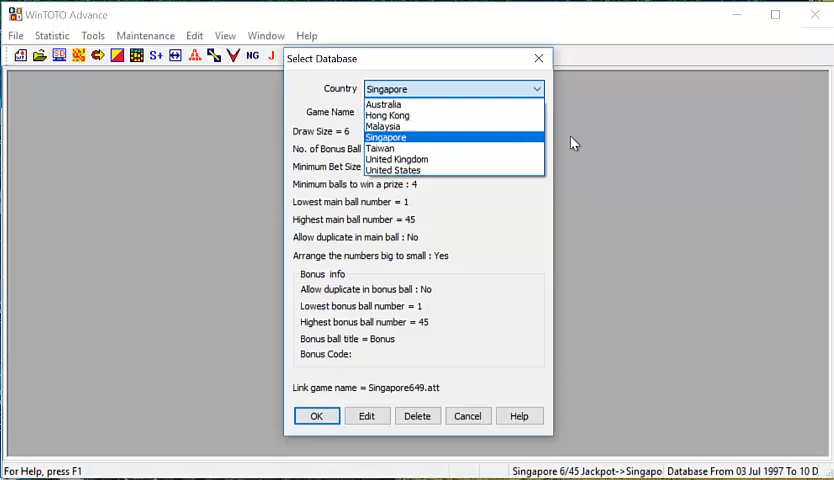 WinTOTO Advance
File Statistic Tools Maintenance Edit View Window Help
S+ NG J
Select Database
Country Singapore
Australia
Hong Kong
Malaysia
Singapore
Taiwan
United Kingdom
United States
Game Name
Draw Size = 6
No. of Bonus Ball
Minimum Bet Size
Minimum balls to win a prize : 4
Lowest main ball number = 1
Highest main ball number = 45
Allow duplicate in main ball : No
Arrange the numbers big to small : Yes
Bonus info
Allow duplicate in bonus ball : No
Lowest bonus ball number = 1
Highest bonus ball number = 45
Bonus ball title = Bonus
Bonus Code:
Link game name = Singapore649.att
OK Edit Delete Cancel Help
For Help, press F1 Singapore 6/45 Jackpot->Singapo Database From 03 Jul 1997 To 10 D